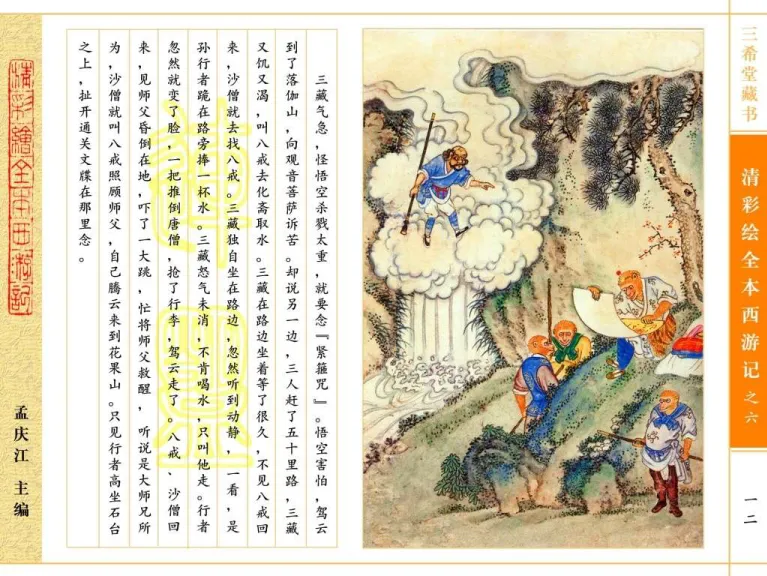 三希堂藏书
清彩绘全本西游记之六
一二
三藏气急，怪悟空杀戮太重，就要念『紧箍咒』。悟空害怕，驾云
到了落伽山，向观音菩萨诉苦。却说另一边，三人赶了五十里路，三藏
又饥又渴，叫八戒去化斋取水。三藏在路边坐着等了很久，不见八戒回
来，沙僧就去找八戒。三藏独自坐在路边，忽然听到动静，一看，是
孙行者跪在路旁捧一杯水。三藏怒气未消，不肯喝水，只叫他走。行者
忽然就变了脸，一把推倒唐僧，抢了行李，驾云走了。八戒、沙僧回
来，见师父昏倒在地，吓了一大跳，忙将师父救醒，听说是大师兄所
为，沙僧就叫八戒照顾师父，自己腾云来到花果山。只见行者高坐石台
之上，扯开通关文牒在那里念。
精彩绘全本西游记
孟庆江 主编